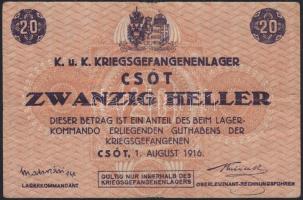 20 20
K. u. K. KRIEGSGEFANGENENLAGER
CSÓT
ZWANZIG HELLER
DIESER BETRAG IST EIN ANTEIL DES BEIM LAGER-
KOMMANDO ERLIEGENDEN GUTHABENS DER
KRIEGSGEFANGENEN
CSÓT, 1. AUGUST 1916.
LAGERKOMMANDANT
GÜLTIG NUR INNERHALB DES
KRIEGSGEFANGENENLAGERS
OBERLEUTNANT-RECHNUNGSFÜHRER